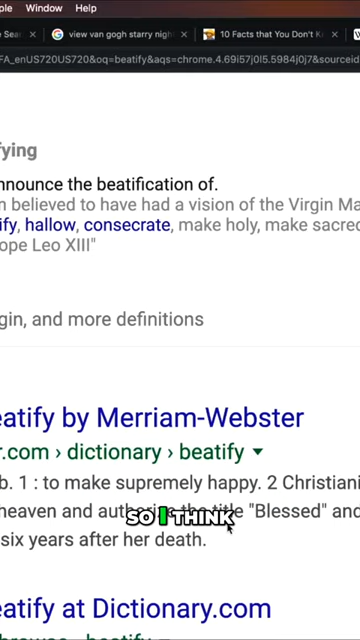 ple Window Help
e Sea
view van gogh starry nigh
10 Facts that You Don't K
FA_enUS720US720&oq=beatify&aqs=chrome.4.69i57j0l5.5984j0j7&sourceid
fying
nnounce the beatification of.
n believed to have had a vision of the Virgin Ma
ify, hallow, consecrate, make holy, make sacred
ope Leo XIII"
gin, and more definitions
eatify by Merriam-Webster
r.com › dictionary › beatify
b. 1 : to make supremely happy. 2 Christiani
heaven and authorize the title "Blessed" and
SO I THINK
six years after her death.
eatify at Dictionary.com